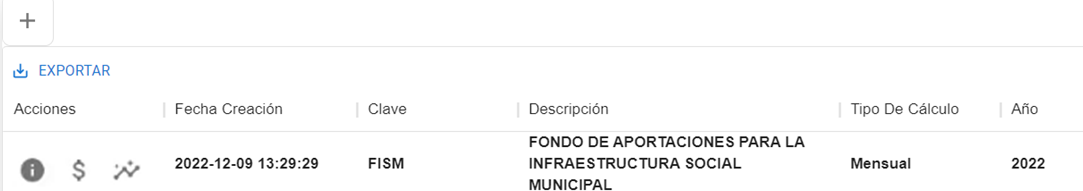 EXPORTAR
Acciones Fecha Creación Clave Descripción Tipo De Cálculo Año
2022-12-09 13:29:29 FISM FONDO DE APORTACIONES PARA LA INFRAESTRUCTURA SOCIAL MUNICIPAL Mensual 2022